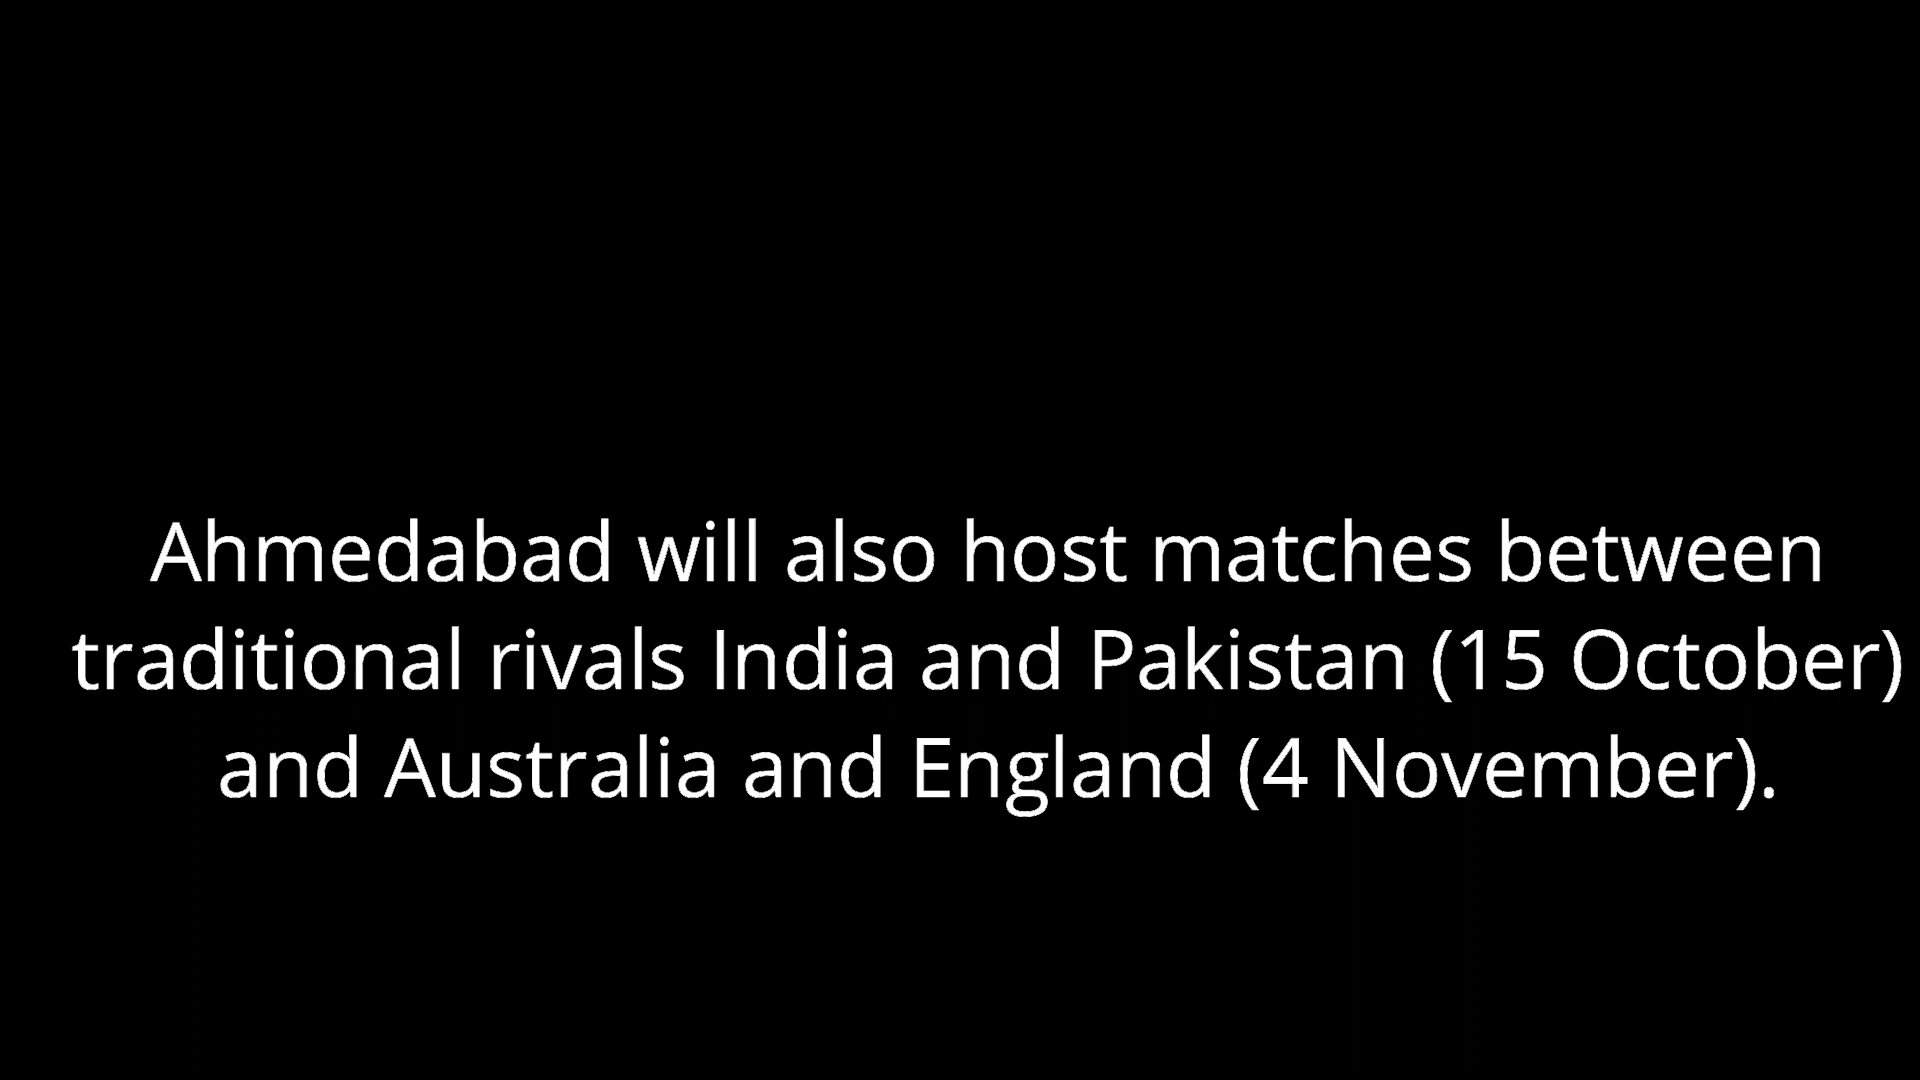 Ahmedabad will also host matches between
traditional rivals India and Pakistan (15 October)
and Australia and England (4 November).